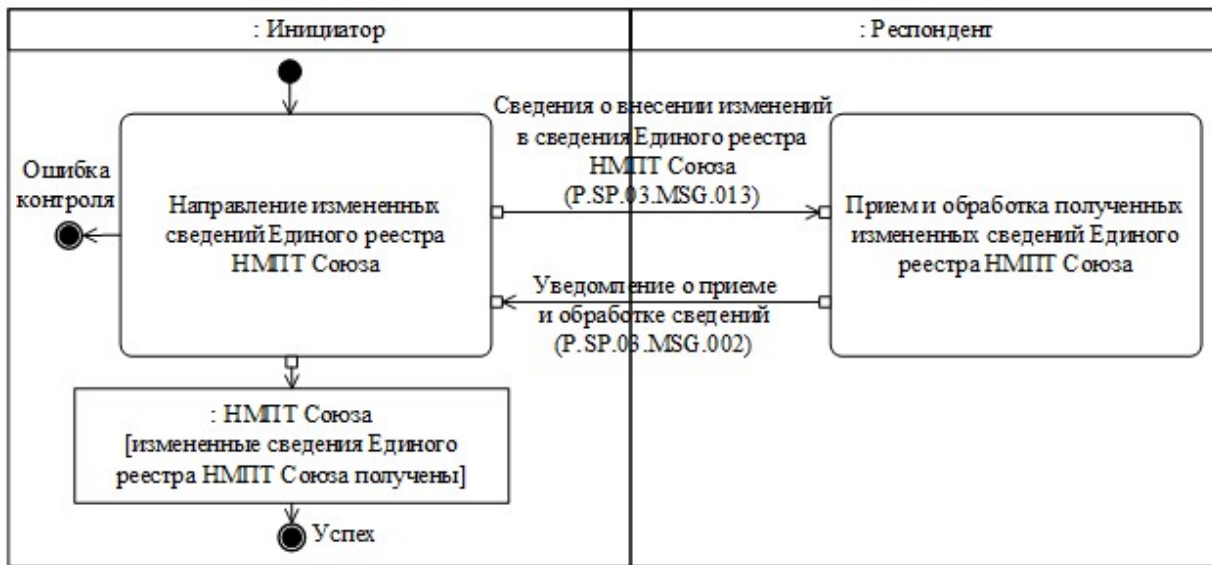 : Инициатор
: Респондент
Сведения о внесении изменений
в сведения Единого реестра
НМПТ Союза
(P.SP.03.MSG.013)
Ошибка
контроля
Направление измененных
сведений Единого реестра
НМПТ Союза
Прием и обработка полученных
измененных сведений Единого
реестра НМПТ Союза
Уведомление о приеме
и обработке сведений
(P.SP.03.MSG.002)
: НМПТ Союза
[измененные сведения Единого
реестра НМПТ Союза получены]
Успех